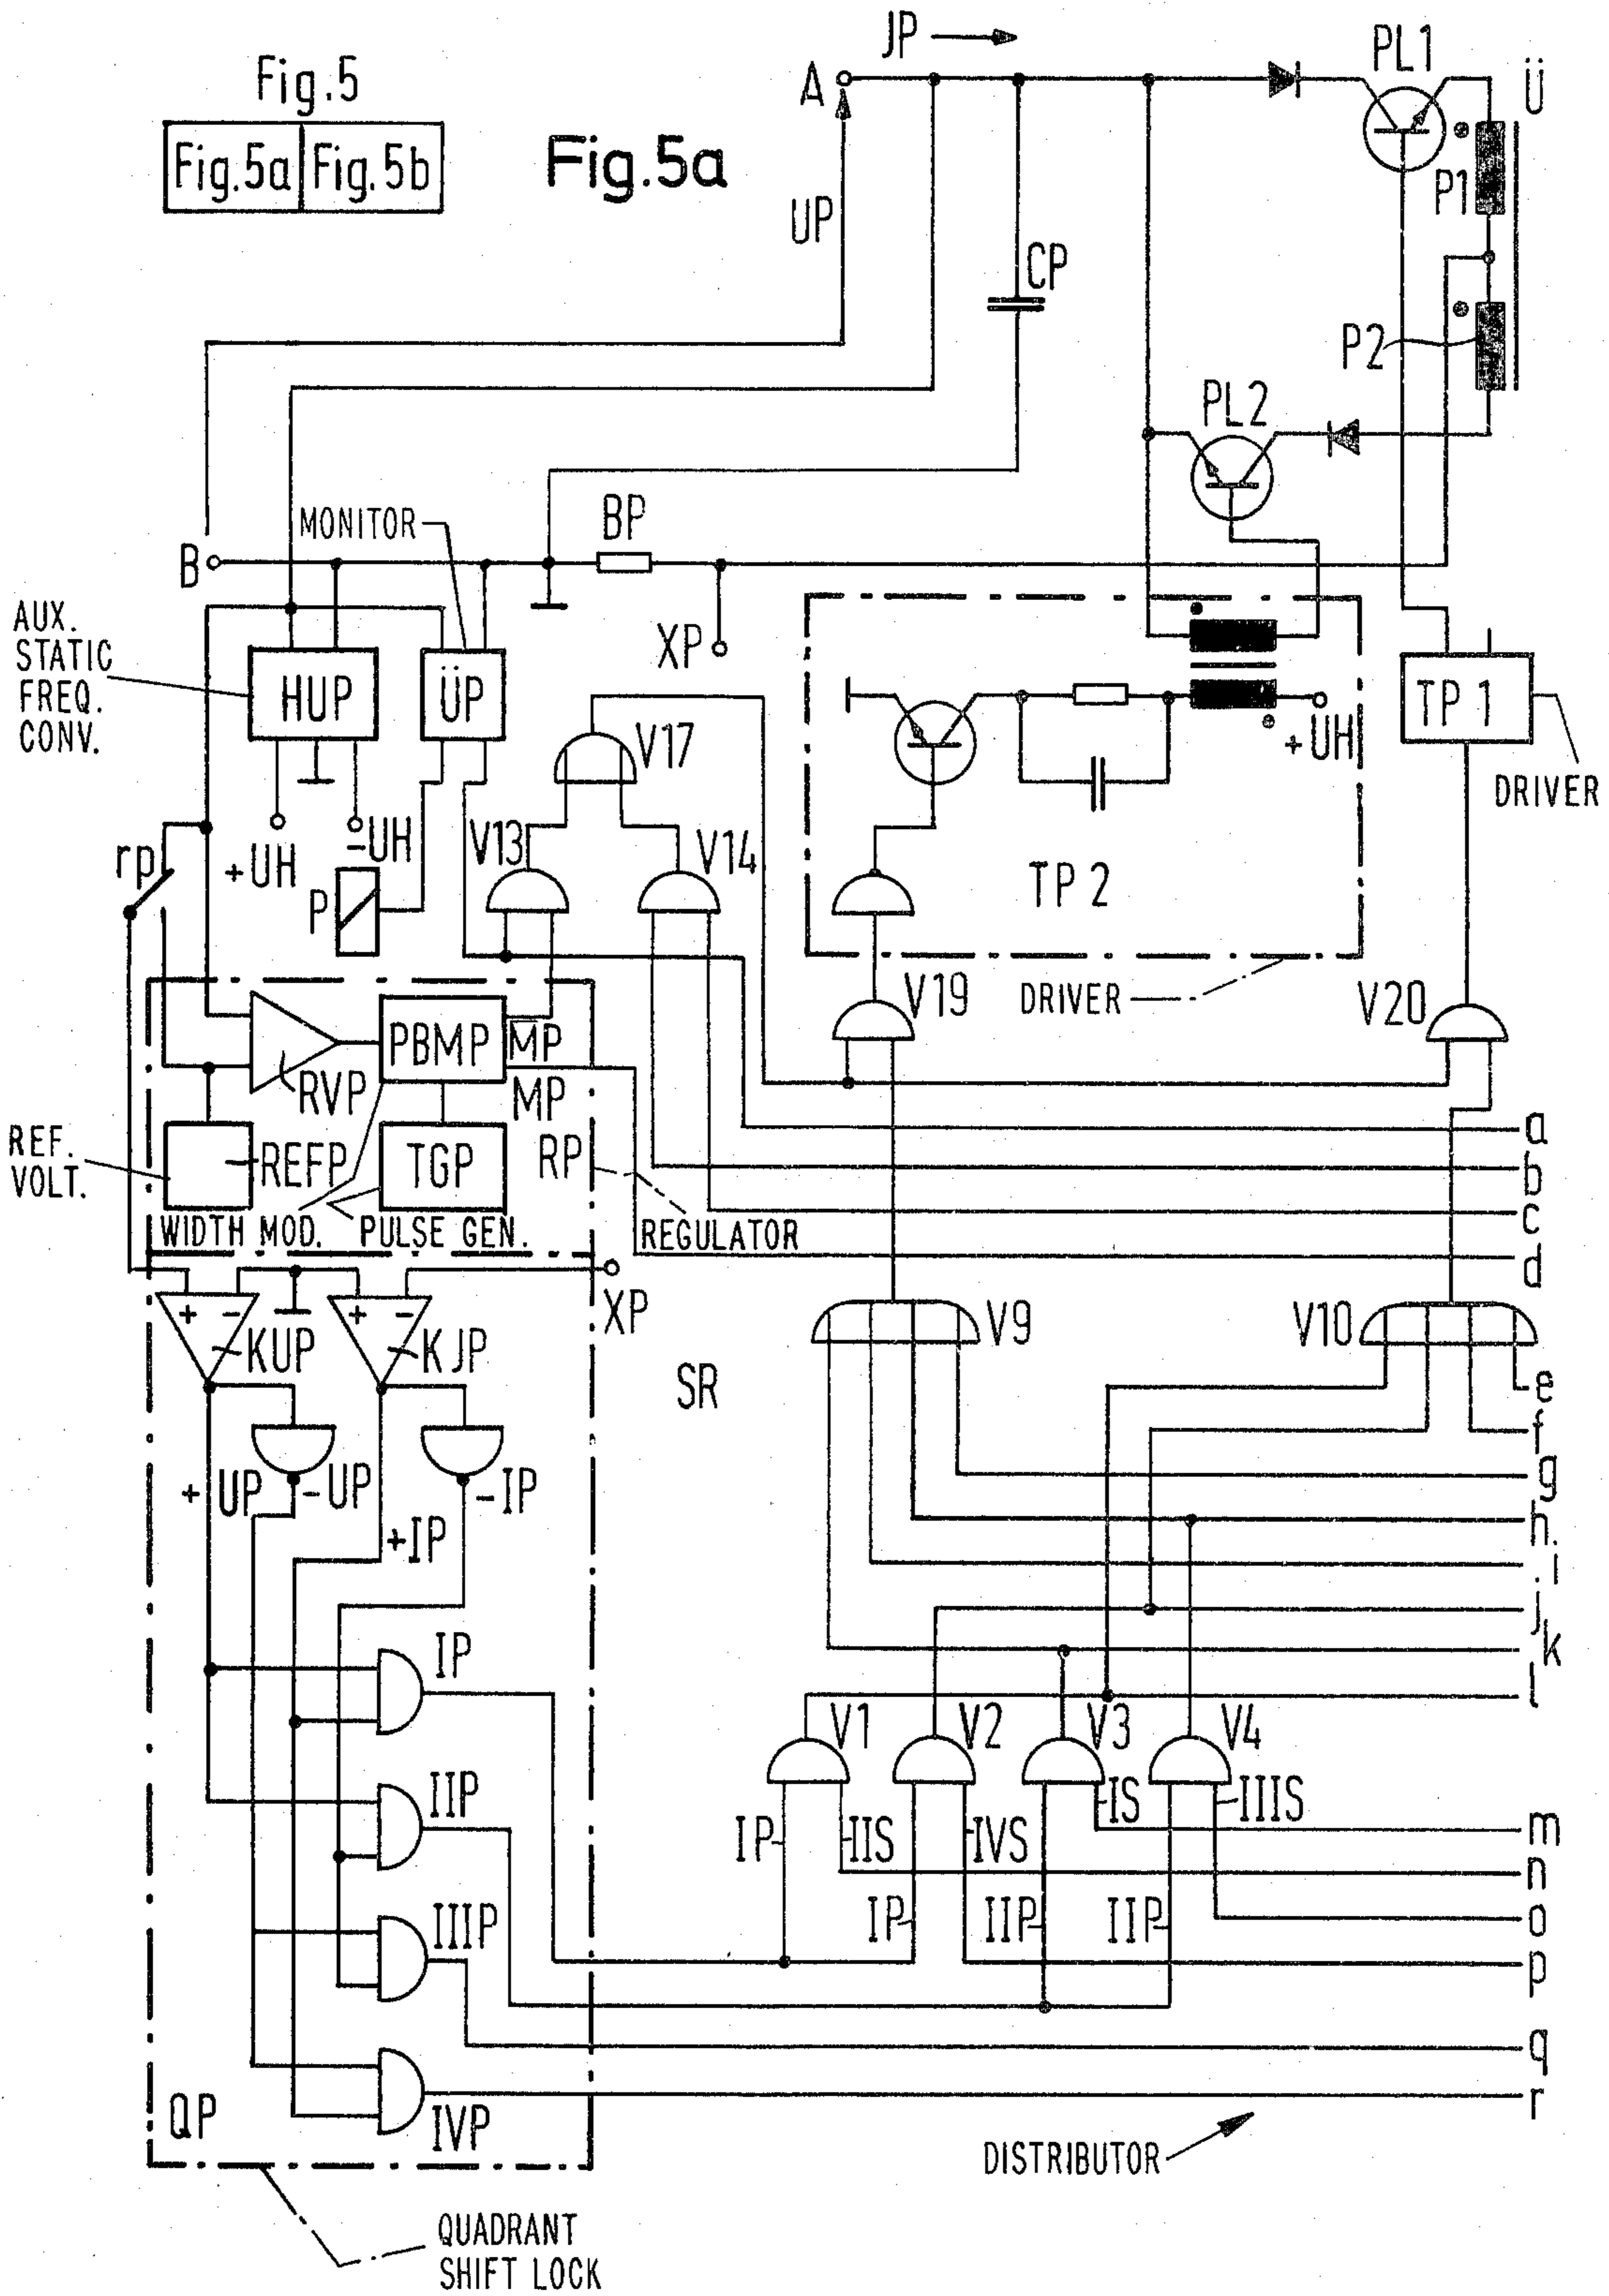 Fig.5
Fig.5a Fig.5b
Fig.5a
JP
A
PL1
Ü
UP
P1
CP
P2
PL2
MONITOR
BP
B
XP
AUX.
STATIC
FREQ.
CONV.
HUP
ÜP
TP 1
V17
+UH
DRIVER
+UH
-UH
rp
V13
V14
P
TP 2
V19
DRIVER
V20
PBMP
MP
RVP
MP
REF.
VOLT.
REFP
TGP
RP
a
b
c
WIDTH MOD.
PULSE GEN.
REGULATOR
d
+ -
+ -
XP
KUP
KJP
V9
V10
SR
e
f
+UP
-UP
-IP
g
+IP
h.
i
j
IP
k
l
V1
V2
V3
V4
IIP
IP
IIS
IVS
IS
IIIS
m
n
IIIP
IP
IIP
IIP
o
p
q
QP
IVP
r
DISTRIBUTOR
QUADRANT
SHIFT LOCK